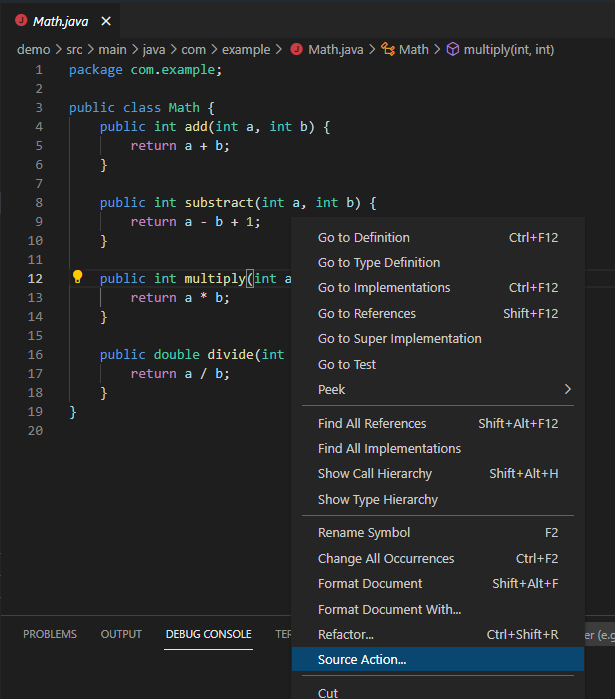 Math.java
demo > src > main > java > com > example > Math.java > Math > multiply(int, int)
1 package com.example;
2
3 public class Math {
4 public int add(int a, int b) {
5 return a + b;
6 }
7
8 public int substract(int a, int b) {
9 return a - b + 1;
10 }
11
12 public int multiply(int a
13 return a * b;
14 }
15
16 public double divide(int
17 return a / b;
18 }
19 }
20
Go to Definition Ctrl+F12
Go to Type Definition
Go to Implementations Ctrl+F12
Go to References Shift+F12
Go to Super Implementation
Go to Test
Peek >
Find All References Shift+Alt+F12
Find All Implementations
Show Call Hierarchy Shift+Alt+H
Show Type Hierarchy
Rename Symbol F2
Change All Occurrences Ctrl+F2
Format Document Shift+Alt+F
Format Document With...
Refactor... Ctrl+Shift+R
Source Action...
Cut
PROBLEMS OUTPUT DEBUG CONSOLE TER
er (e.g